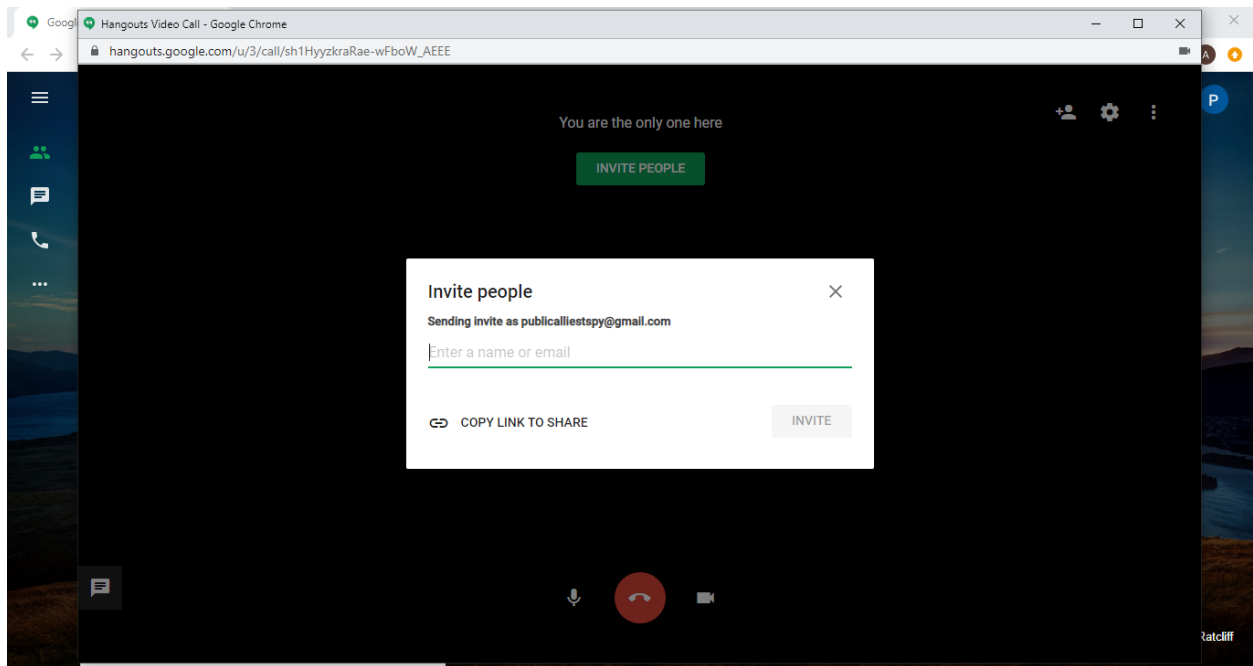 Googl
Hangouts Video Call - Google Chrome
hangouts.google.com/u/3/call/sh1HyyzkraRae-wFboW_AEEE
A
P
You are the only one here
INVITE PEOPLE
Invite people
Sending invite as publicalliestspy@gmail.com
Enter a name or email
COPY LINK TO SHARE
INVITE
Ratcliff